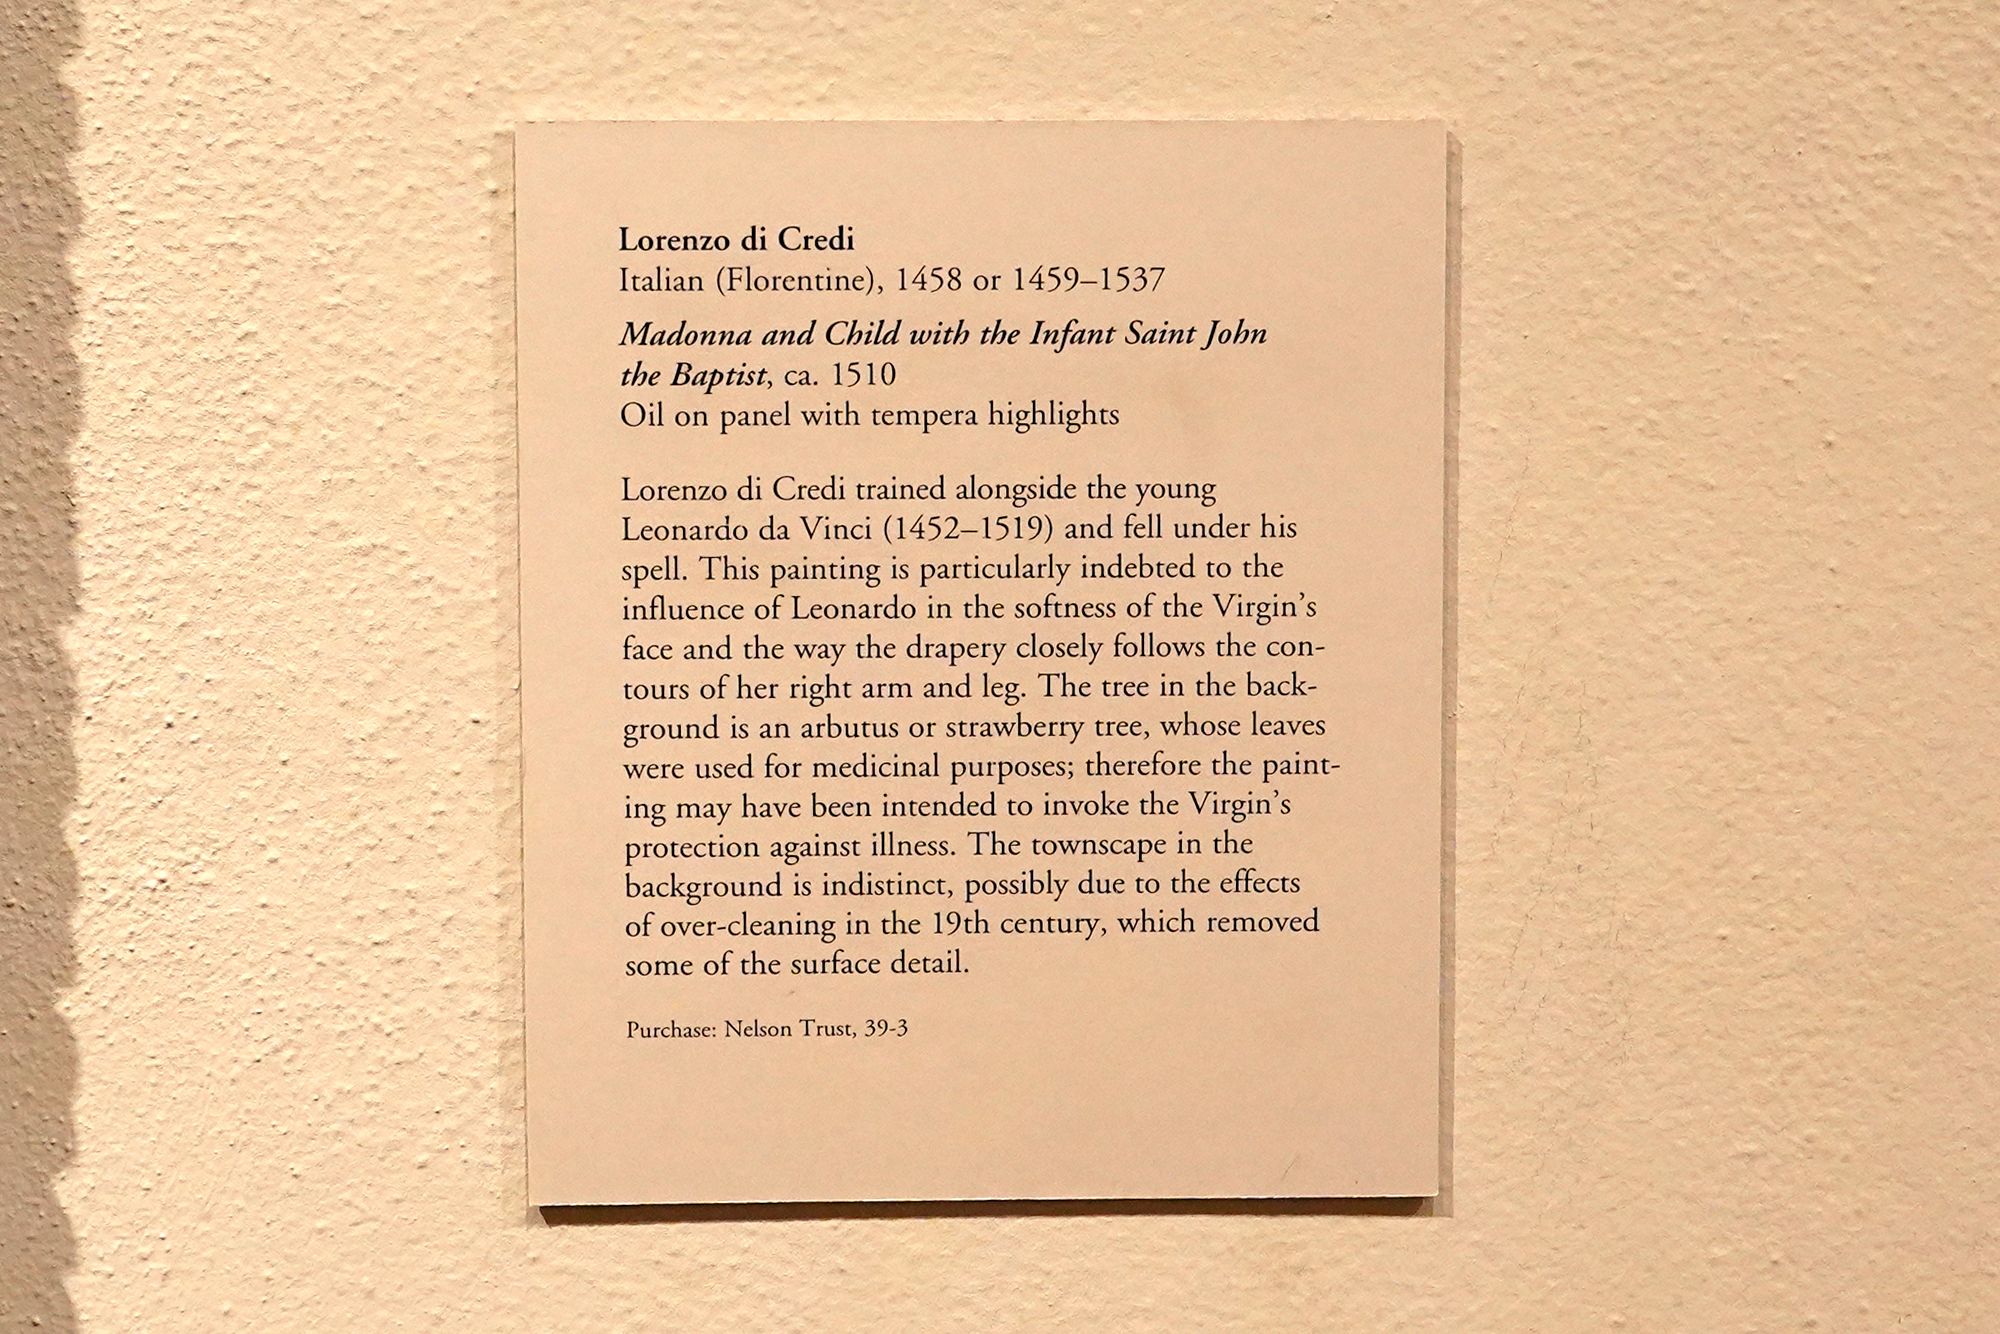 Lorenzo di Credi
Italian (Florentine), 1458 or 1459–1537
Madonna and Child with the Infant Saint John
the Baptist, ca. 1510
Oil on panel with tempera highlights
Lorenzo di Credi trained alongside the young
Leonardo da Vinci (1452–1519) and fell under his
spell. This painting is particularly indebted to the
influence of Leonardo in the softness of the Virgin’s
face and the way the drapery closely follows the con-
tours of her right arm and leg. The tree in the back-
ground is an arbutus or strawberry tree, whose leaves
were used for medicinal purposes; therefore the paint-
ing may have been intended to invoke the Virgin’s
protection against illness. The townscape in the
background is indistinct, possibly due to the effects
of over-cleaning in the 19th century, which removed
some of the surface detail.
Purchase: Nelson Trust, 39-3